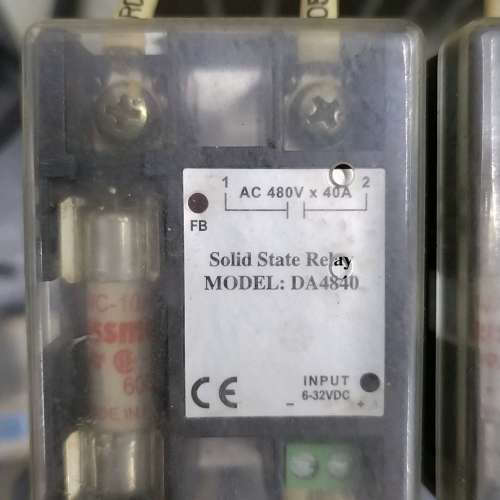 1 AC 480V x 40A 2
FB
Solid State Relay
MODEL: DA4840
CE
INPUT
6-32VDC
- +